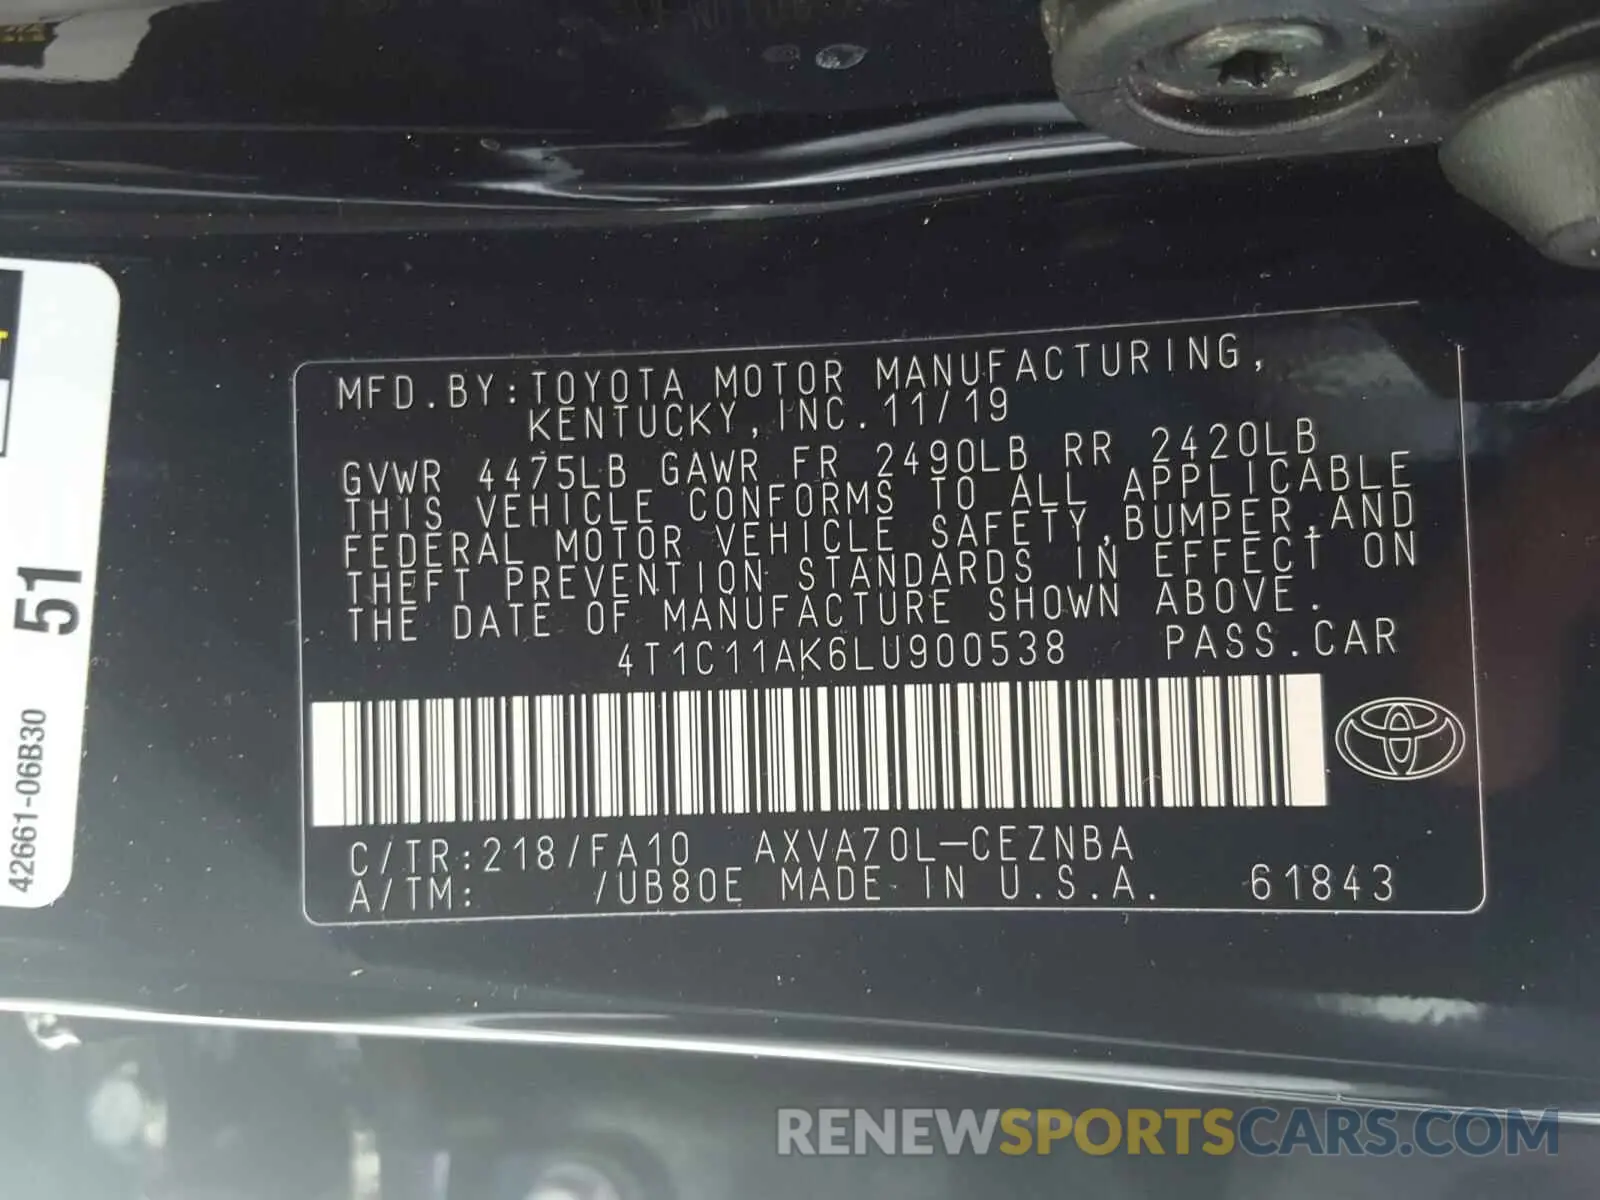 MFD.BY:TOYOTA MOTOR MANUFACTURING,
KENTUCKY,INC.11/19
GVWR 4475LB GAWR FR 2490LB RR 2420LB
THIS VEHICLE CONFORMS TO ALL APPLICABLE
FEDERAL MOTOR VEHICLE SAFETY,BUMPER,AND
THEFT PREVENTION STANDARDS IN EFFECT ON
THE DATE OF MANUFACTURE SHOWN ABOVE.
4T1C11AK6LU900538 PASS.CAR
C/TR:218/FA10 AXVA70L-CEZNBA
A/TM: /UB80E MADE IN U.S.A. 61843
51
42661-06B30
RENEWSPORTSCARS.COM